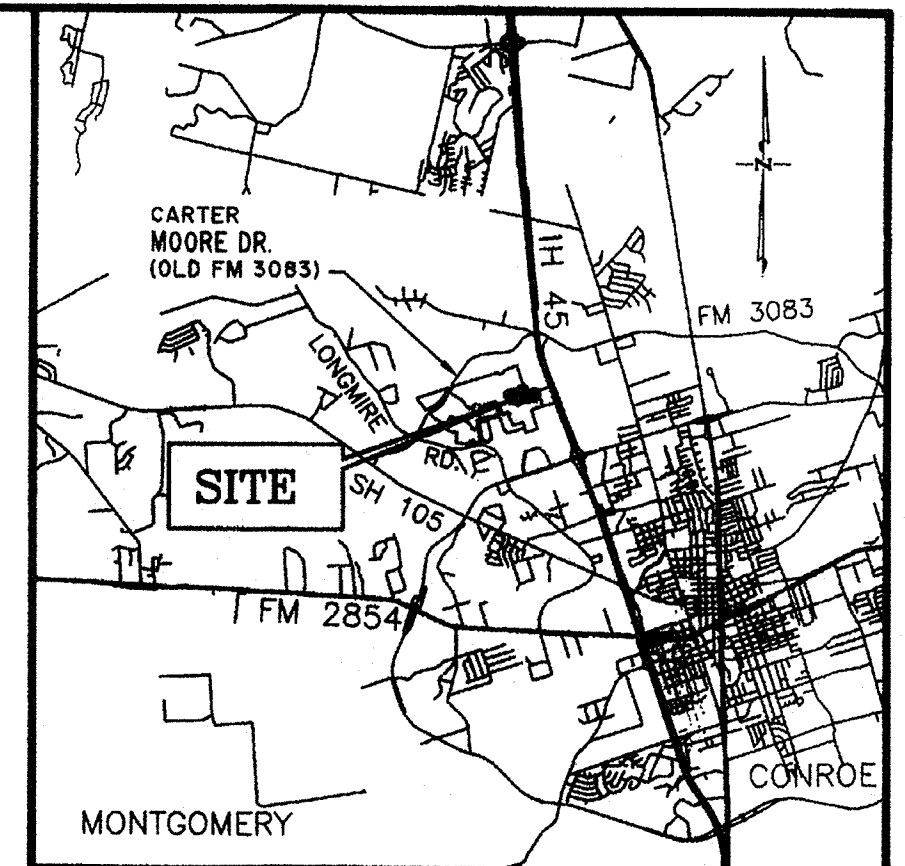 CARTER
MOORE DR.
(OLD FM 3083)
N
IH 45
FM 3083
LONGMIRE
RD.
SITE
SH 105
FM 2854
CONROE
MONTGOMERY